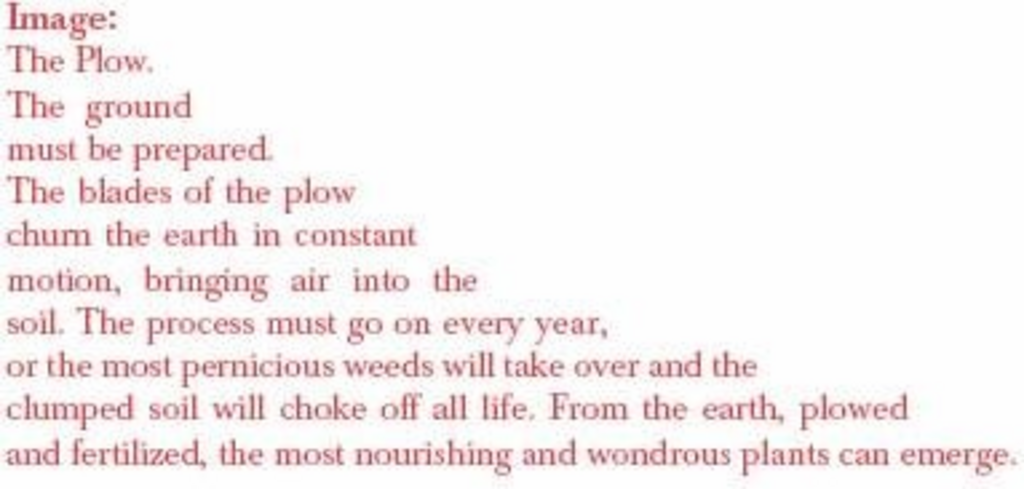 Image:
The Plow.
The ground
must be prepared.
The blades of the plow
churn the earth in constant
motion, bringing air into the
soil. The process must go on every year,
or the most pernicious weeds will take over and the
clumped soil will choke off all life. From the earth, plowed
and fertilized, the most nourishing and wondrous plants can emerge.